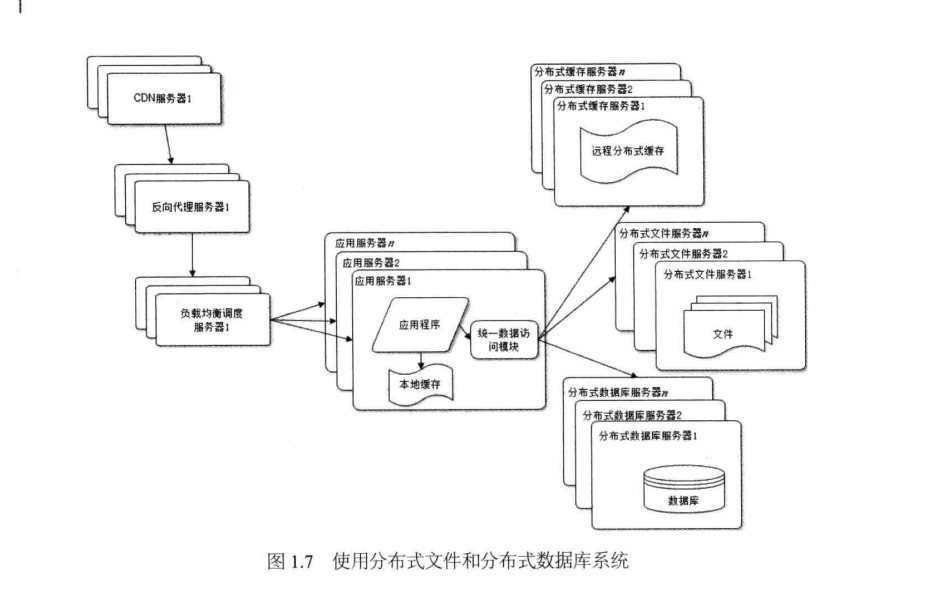 CDN服务器1
反向代理服务器1
负载均衡调度
服务器1
应用服务器n
应用服务器2
应用服务器1
应用程序
本地缓存
统一数据访
问模块
分布式缓存服务器n
分布式缓存服务器2
分布式缓存服务器1
远程分布式缓存
分布式文件服务器n
分布式文件服务器2
分布式文件服务器1
文件
分布式数据库服务器n
分布式数据库服务器2
分布式数据库服务器1
数据库
图 1.7 使用分布式文件和分布式数据库系统